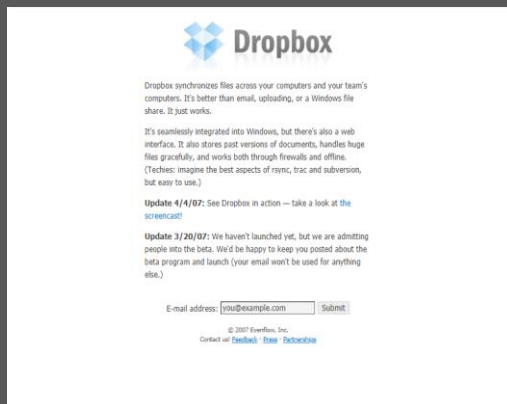 Dropbox
Dropbox synchronizes files across your computers and your team's
computers. It's better than email, uploading, or a Windows file
share. It just works.
It's seamlessly integrated into Windows, but there's also a web
interface. It also stores past versions of documents, handles huge
files gracefully, and works both through firewalls and offline.
(Techies: imagine the best aspects of rsync, trac and subversion,
but easy to use.)
Update 4/4/07: See Dropbox in action — take a look at the
screencast!
Update 3/20/07: We haven't launched yet, but we are admitting
people into the beta. We'd be happy to keep you posted about the
beta program and launch (your email won't be used for anything
else.)
E-mail address: you@example.com Submit
© 2007 Evenflow, Inc.
Contact us! Feedback · Press · Partnerships